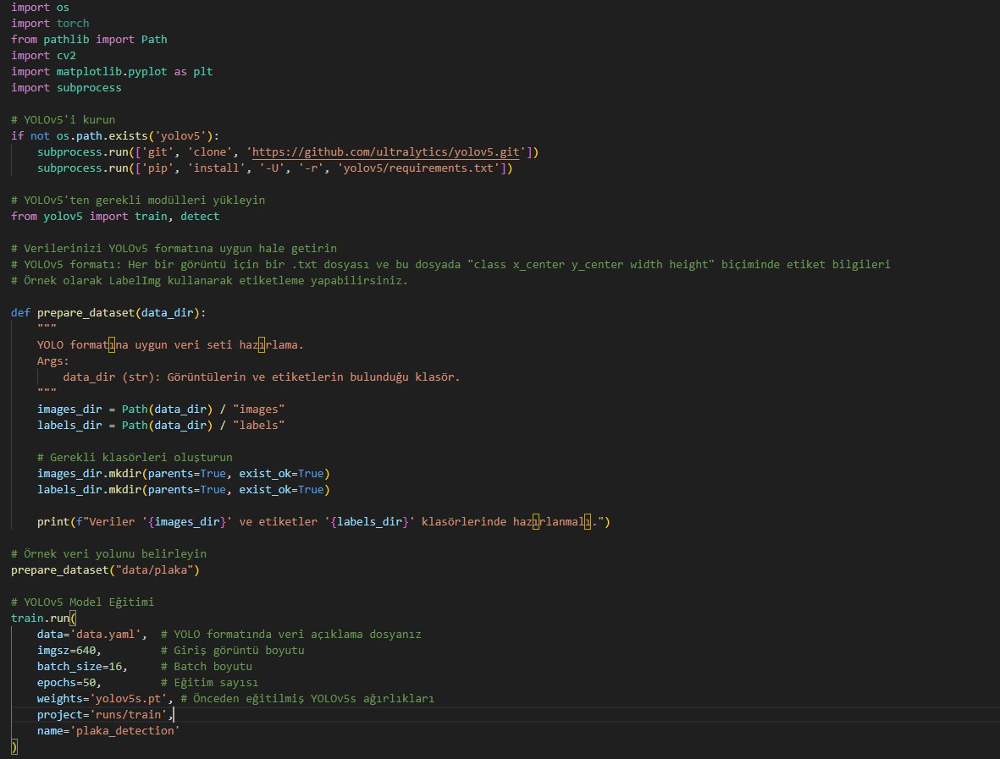 import os
import torch
from pathlib import Path
import cv2
import matplotlib.pyplot as plt
import subprocess

# YOLOv5'i kurun
if not os.path.exists('yolov5'):
    subprocess.run(['git', 'clone', 'https://github.com/ultralytics/yolov5.git'])
    subprocess.run(['pip', 'install', '-U', '-r', 'yolov5/requirements.txt'])

# YOLOv5'ten gerekli modülleri yükleyin
from yolov5 import train, detect

# Verilerinizi YOLOv5 formatına uygun hale getirin
# YOLOv5 formatı: Her bir görüntü için bir .txt dosyası ve bu dosyada "class x_center y_center width height" biçiminde etiket bilgileri
# Örnek olarak LabelImg kullanarak etiketleme yapabilirsiniz.

def prepare_dataset(data_dir):
    """
    YOLO formatına uygun veri seti hazırlama.
    Args:
        data_dir (str): Görüntülerin ve etiketlerin bulunduğu klasör.
    """
    images_dir = Path(data_dir) / "images"
    labels_dir = Path(data_dir) / "labels"

    # Gerekli klasörleri oluşturun
    images_dir.mkdir(parents=True, exist_ok=True)
    labels_dir.mkdir(parents=True, exist_ok=True)

    print(f"Veriler '{images_dir}' ve etiketler '{labels_dir}' klasörlerinde hazırlanmalı.")

# Örnek veri yolunu belirleyin
prepare_dataset("data/plaka")

# YOLOv5 Model Eğitimi
train.run(
    data='data.yaml',  # YOLO formatında veri açıklama dosyanız
    imgsz=640,         # Giriş görüntü boyutu
    batch_size=16,     # Batch boyutu
    epochs=50,         # Eğitim sayısı
    weights='yolov5s.pt', # Önceden eğitilmiş YOLOv5s ağırlıkları
    project='runs/train',
    name='plaka_detection'
)